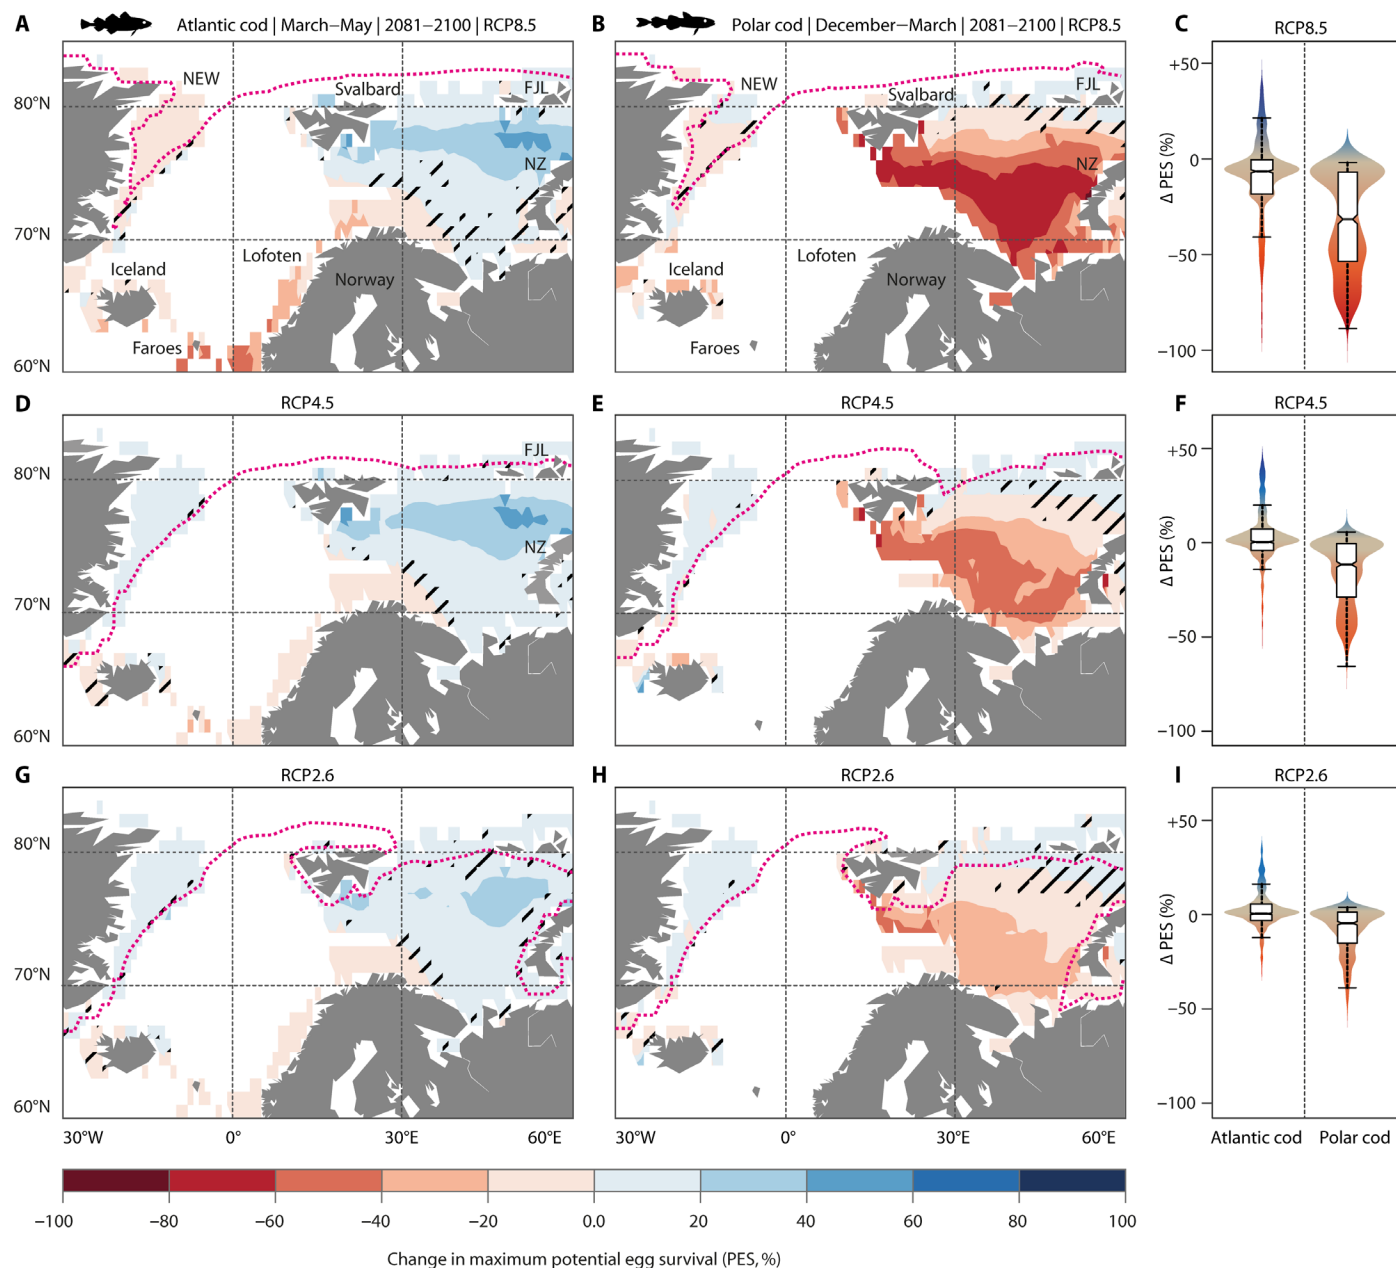 A Atlantic cod | March–May | 2081–2100 | RCP8.5
B Polar cod | December–March | 2081–2100 | RCP8.5
C RCP8.5
NEW
Svalbard
FJL
NZ
Lofoten
Iceland
Norway
Faroes
80°N
70°N
60°N
NEW
Svalbard
FJL
NZ
Lofoten
Iceland
Norway
Faroes
+50
0
−50
−100
Δ PES (%)
D RCP4.5
E RCP4.5
F RCP4.5
FJL
NZ
80°N
70°N
60°N
+50
0
−50
−100
Δ PES (%)
G RCP2.6
H RCP2.6
I RCP2.6
80°N
70°N
60°N
+50
0
−50
−100
Δ PES (%)
30°W 0° 30°E 60°E
30°W 0° 30°E 60°E
Atlantic cod Polar cod
−100 −80 −60 −40 −20 0.0 20 40 60 80 100
Change in maximum potential egg survival (PES, %)